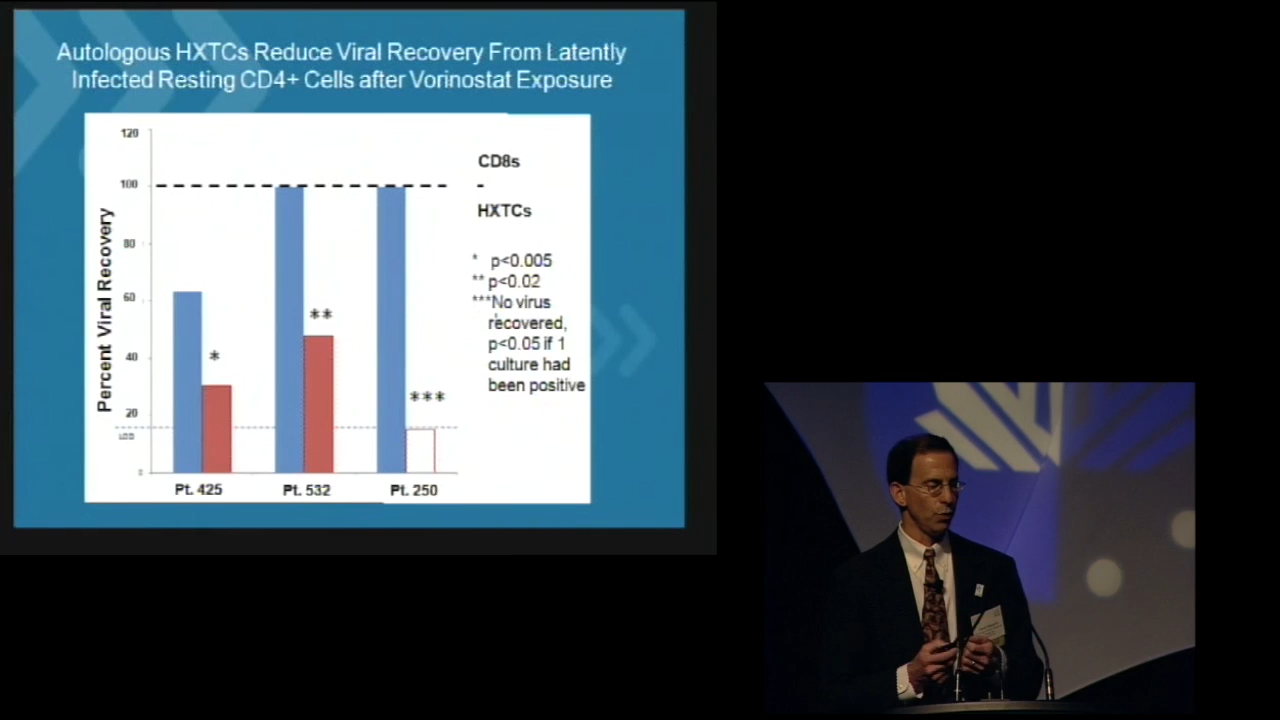 Autologous HXTCs Reduce Viral Recovery From Latently
Infected Resting CD4+ Cells after Vorinostat Exposure
Percent Viral Recovery
120
100
80
60
40
20
0
CD8s
-
HXTCs
* p<0.005
** p<0.02
***No virus
recovered,
p<0.05 if 1
culture had
been positive
*
**
***
Pt. 425
Pt. 532
Pt. 250